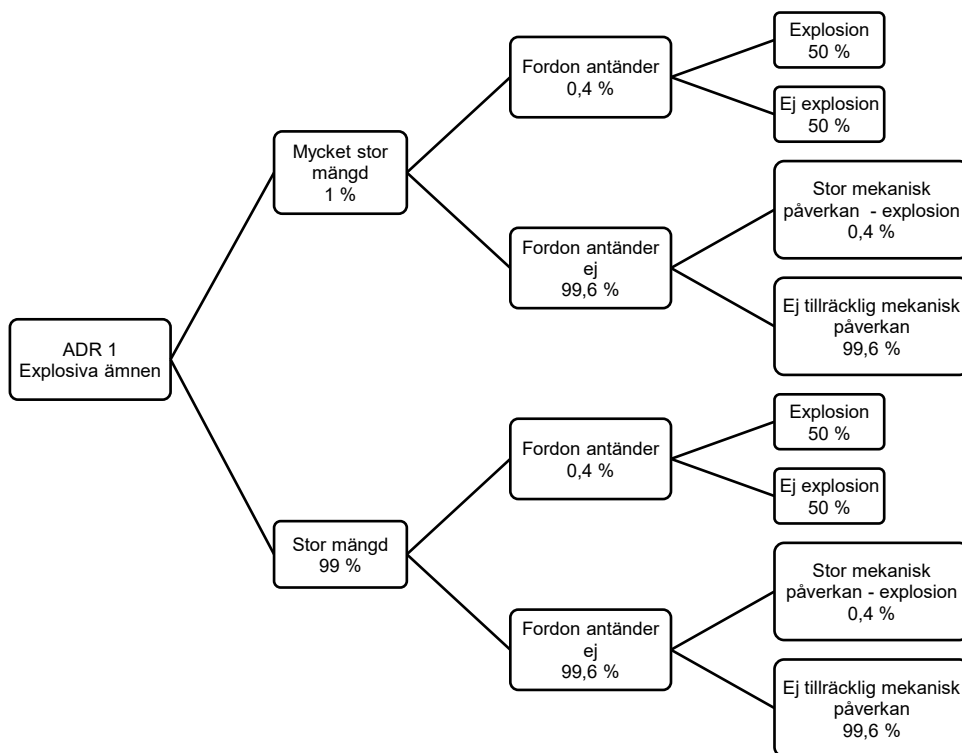 ADR 1
Explosiva ämnen
Mycket stor
mängd
1 %
Fordon antänder
0,4 %
Explosion
50 %
Ej explosion
50 %
Fordon antänder
ej
99,6 %
Stor mekanisk
påverkan - explosion
0,4 %
Ej tillräcklig mekanisk
påverkan
99,6 %
Stor mängd
99 %
Fordon antänder
0,4 %
Explosion
50 %
Ej explosion
50 %
Fordon antänder
ej
99,6 %
Stor mekanisk
påverkan - explosion
0,4 %
Ej tillräcklig mekanisk
påverkan
99,6 %